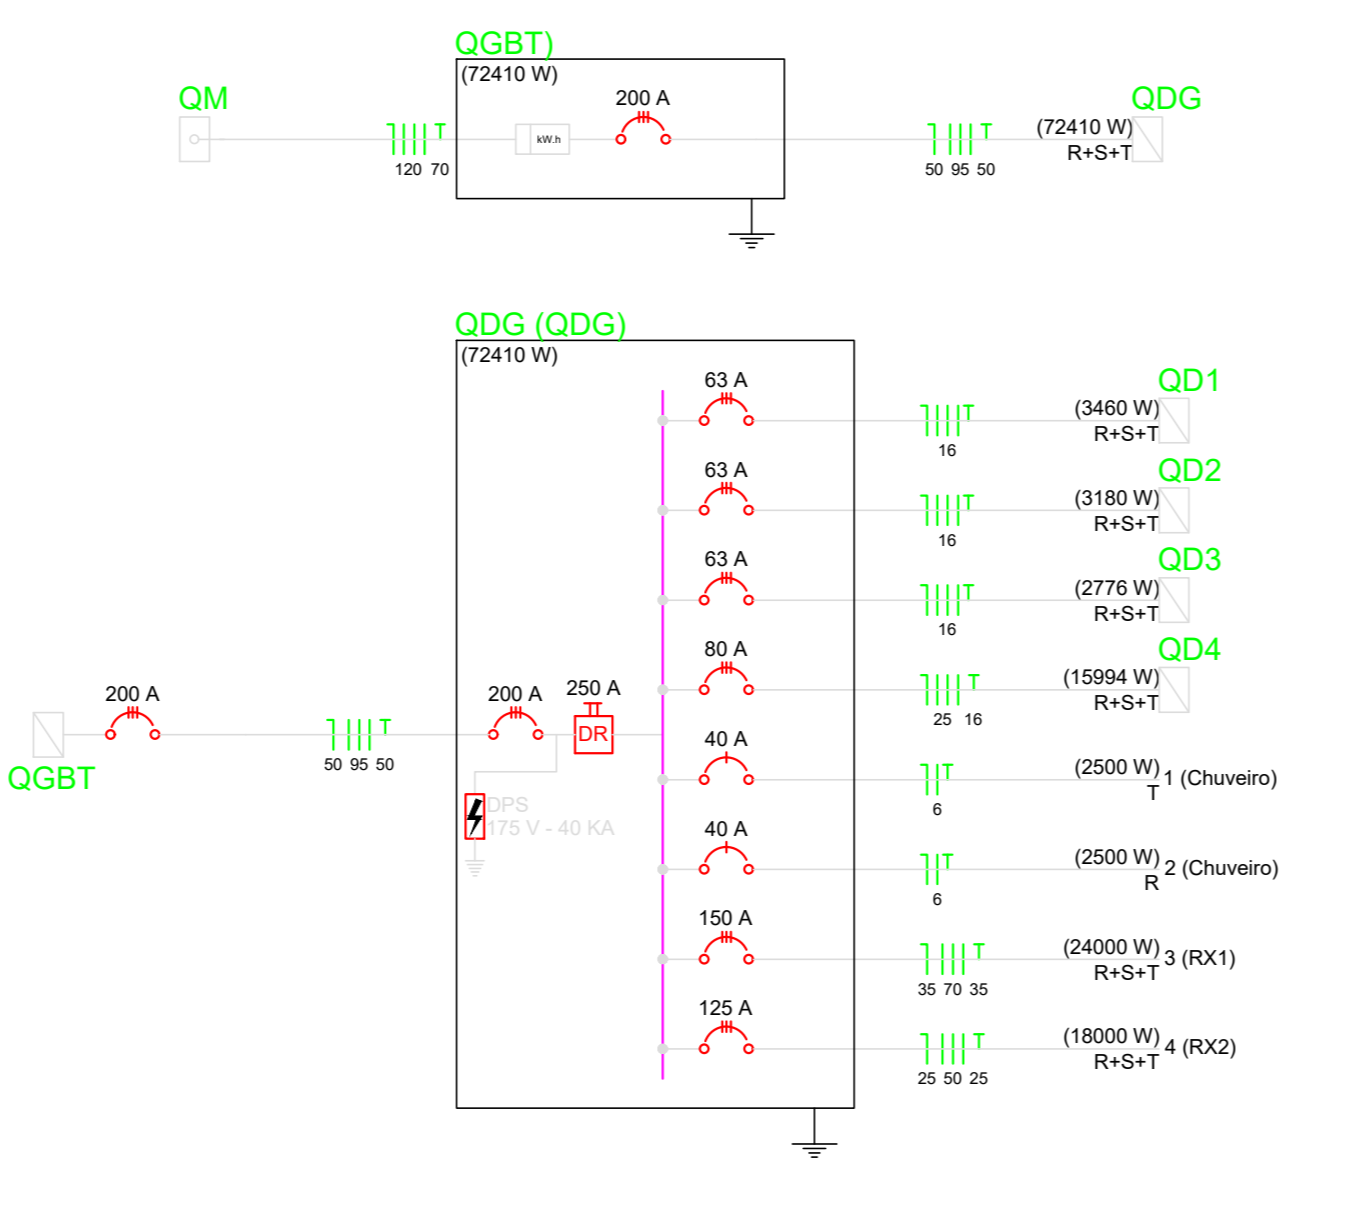 QGBT)
(72410 W)
QM
200 A
QDG
kW.h
(72410 W)
R+S+T
120 70
50 95 50
QDG (QDG)
(72410 W)
63 A
QD1
(3460 W)
R+S+T
16
63 A
QD2
(3180 W)
R+S+T
16
63 A
QD3
(2776 W)
R+S+T
16
80 A
QD4
(15994 W)
R+S+T
25 16
200 A
200 A
250 A
DR
50 95 50
QGBT
DPS
175 V - 40 KA
40 A
(2500 W)
T
1 (Chuveiro)
6
40 A
(2500 W)
R
2 (Chuveiro)
6
150 A
(24000 W)
R+S+T
3 (RX1)
35 70 35
125 A
(18000 W)
R+S+T
4 (RX2)
25 50 25